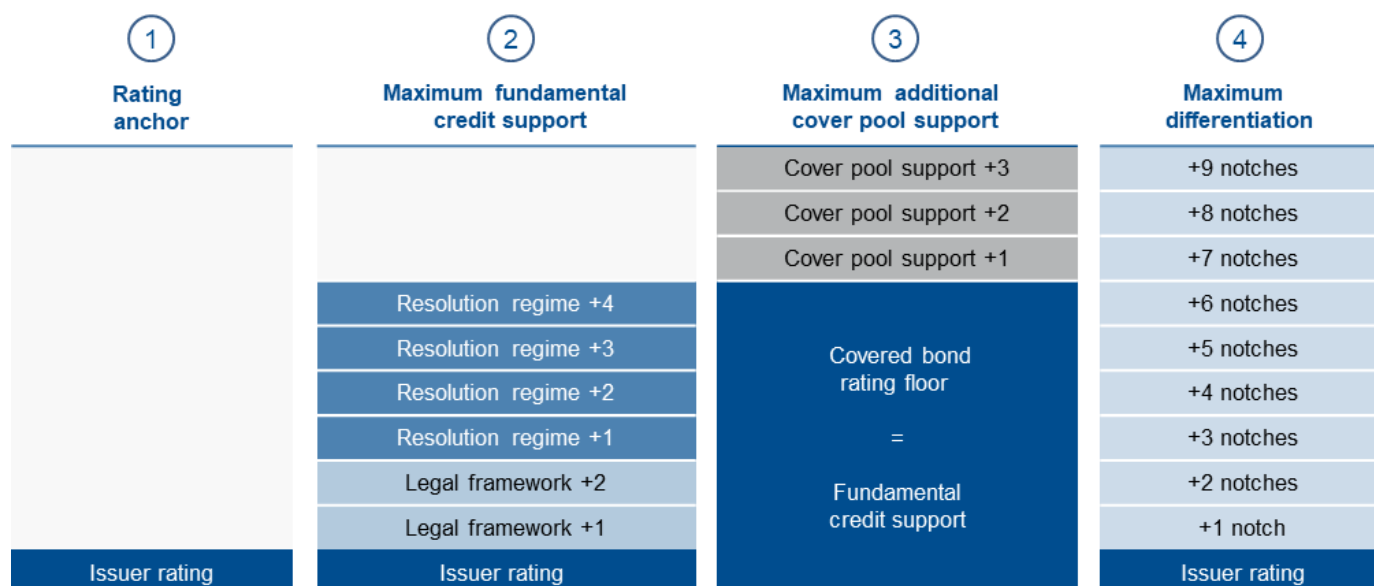 1
Rating
anchor
Issuer rating
2
Maximum fundamental
credit support
Resolution regime +4
Resolution regime +3
Resolution regime +2
Resolution regime +1
Legal framework +2
Legal framework +1
Issuer rating
3
Maximum additional
cover pool support
Cover pool support +3
Cover pool support +2
Cover pool support +1
Covered bond
rating floor
=
Fundamental
credit support
4
Maximum
differentiation
+9 notches
+8 notches
+7 notches
+6 notches
+5 notches
+4 notches
+3 notches
+2 notches
+1 notch
Issuer rating